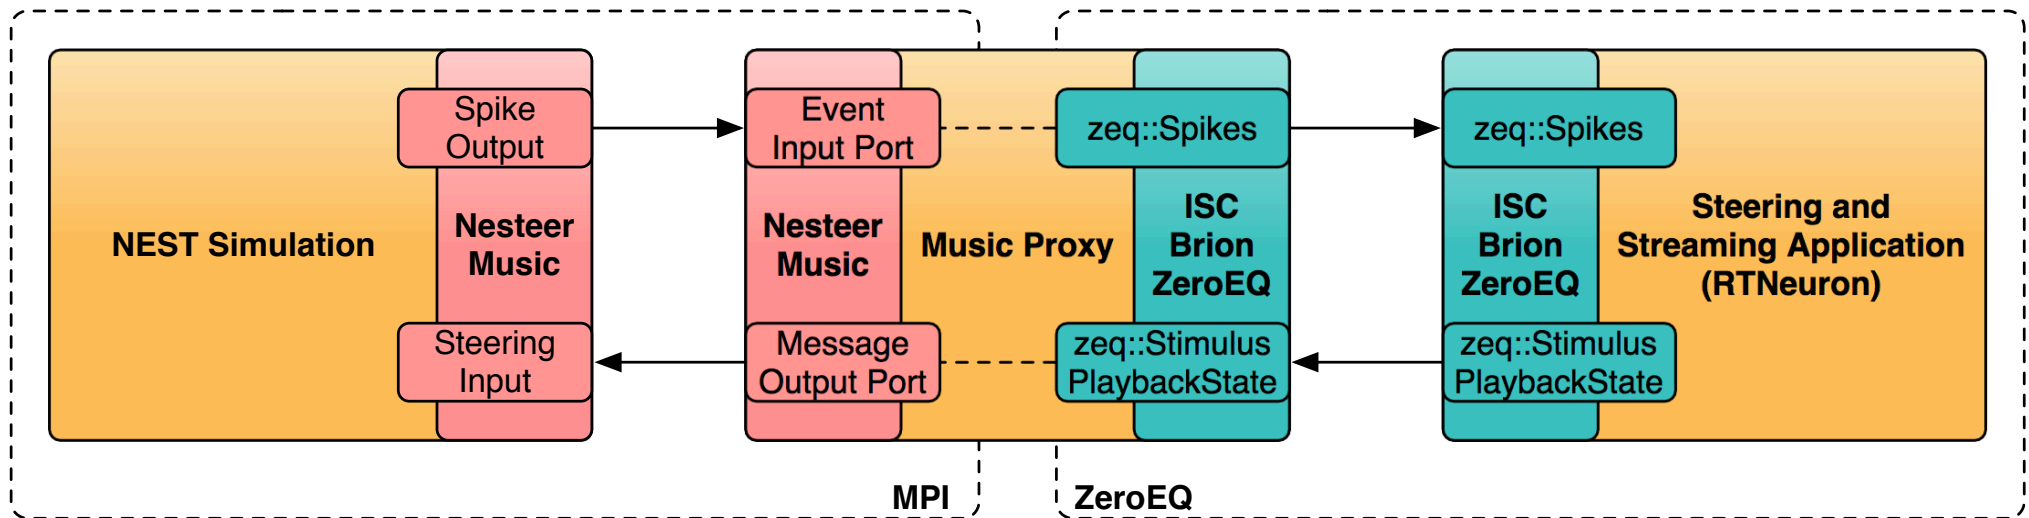 Spike
Output
Event
Input Port
zeq::Spikes
zeq::Spikes
NEST Simulation
Nesteer
Music
Nesteer
Music
Music Proxy
ISC
Brion
ZeroEQ
ISC
Brion
ZeroEQ
Steering and
Streaming Application
(RTNeuron)
Steering
Input
Message
Output Port
zeq::Stimulus
PlaybackState
zeq::Stimulus
PlaybackState
MPI
ZeroEQ